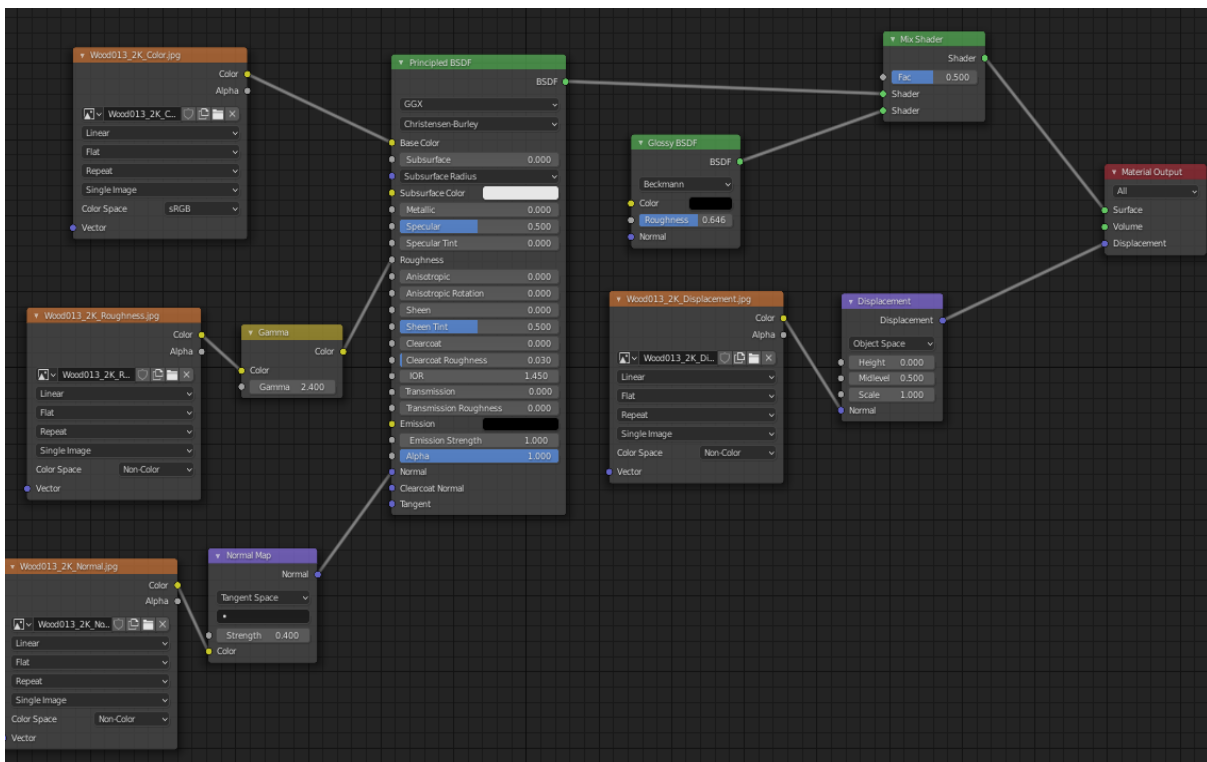 Wood013_2K_Color.jpg
Color
Alpha
Wood013_2K_C...
Linear
Flat
Repeat
Single Image
Color Space sRGB
Vector
Wood013_2K_Roughness.jpg
Color
Alpha
Wood013_2K_R...
Linear
Flat
Repeat
Single Image
Color Space Non-Color
Vector
Gamma
Color
Color
Gamma 2.400
Wood013_2K_Normal.jpg
Color
Alpha
Wood013_2K_No...
Linear
Flat
Repeat
Single Image
Color Space Non-Color
Vector
Normal Map
Normal
Tangent Space
Strength 0.400
Color
Principled BSDF
BSDF
GGX
Christensen-Burley
Base Color
Subsurface 0.000
Subsurface Radius
Subsurface Color
Metallic 0.000
Specular 0.500
Specular Tint 0.000
Roughness
Anisotropic 0.000
Anisotropic Rotation 0.000
Sheen 0.000
Sheen Tint 0.500
Clearcoat 0.000
Clearcoat Roughness 0.030
IOR 1.450
Transmission 0.000
Transmission Roughness 0.000
Emission
Emission Strength 1.000
Alpha 1.000
Normal
Clearcoat Normal
Tangent
Glossy BSDF
BSDF
Beckmann
Color
Roughness 0.646
Normal
Wood013_2K_Displacement.jpg
Color
Alpha
Wood013_2K_Di...
Linear
Flat
Repeat
Single Image
Color Space Non-Color
Vector
Displacement
Displacement
Object Space
Height 0.000
Midlevel 0.500
Scale 1.000
Normal
Mix Shader
Shader
Fac 0.500
Shader
Shader
Material Output
All
Surface
Volume
Displacement